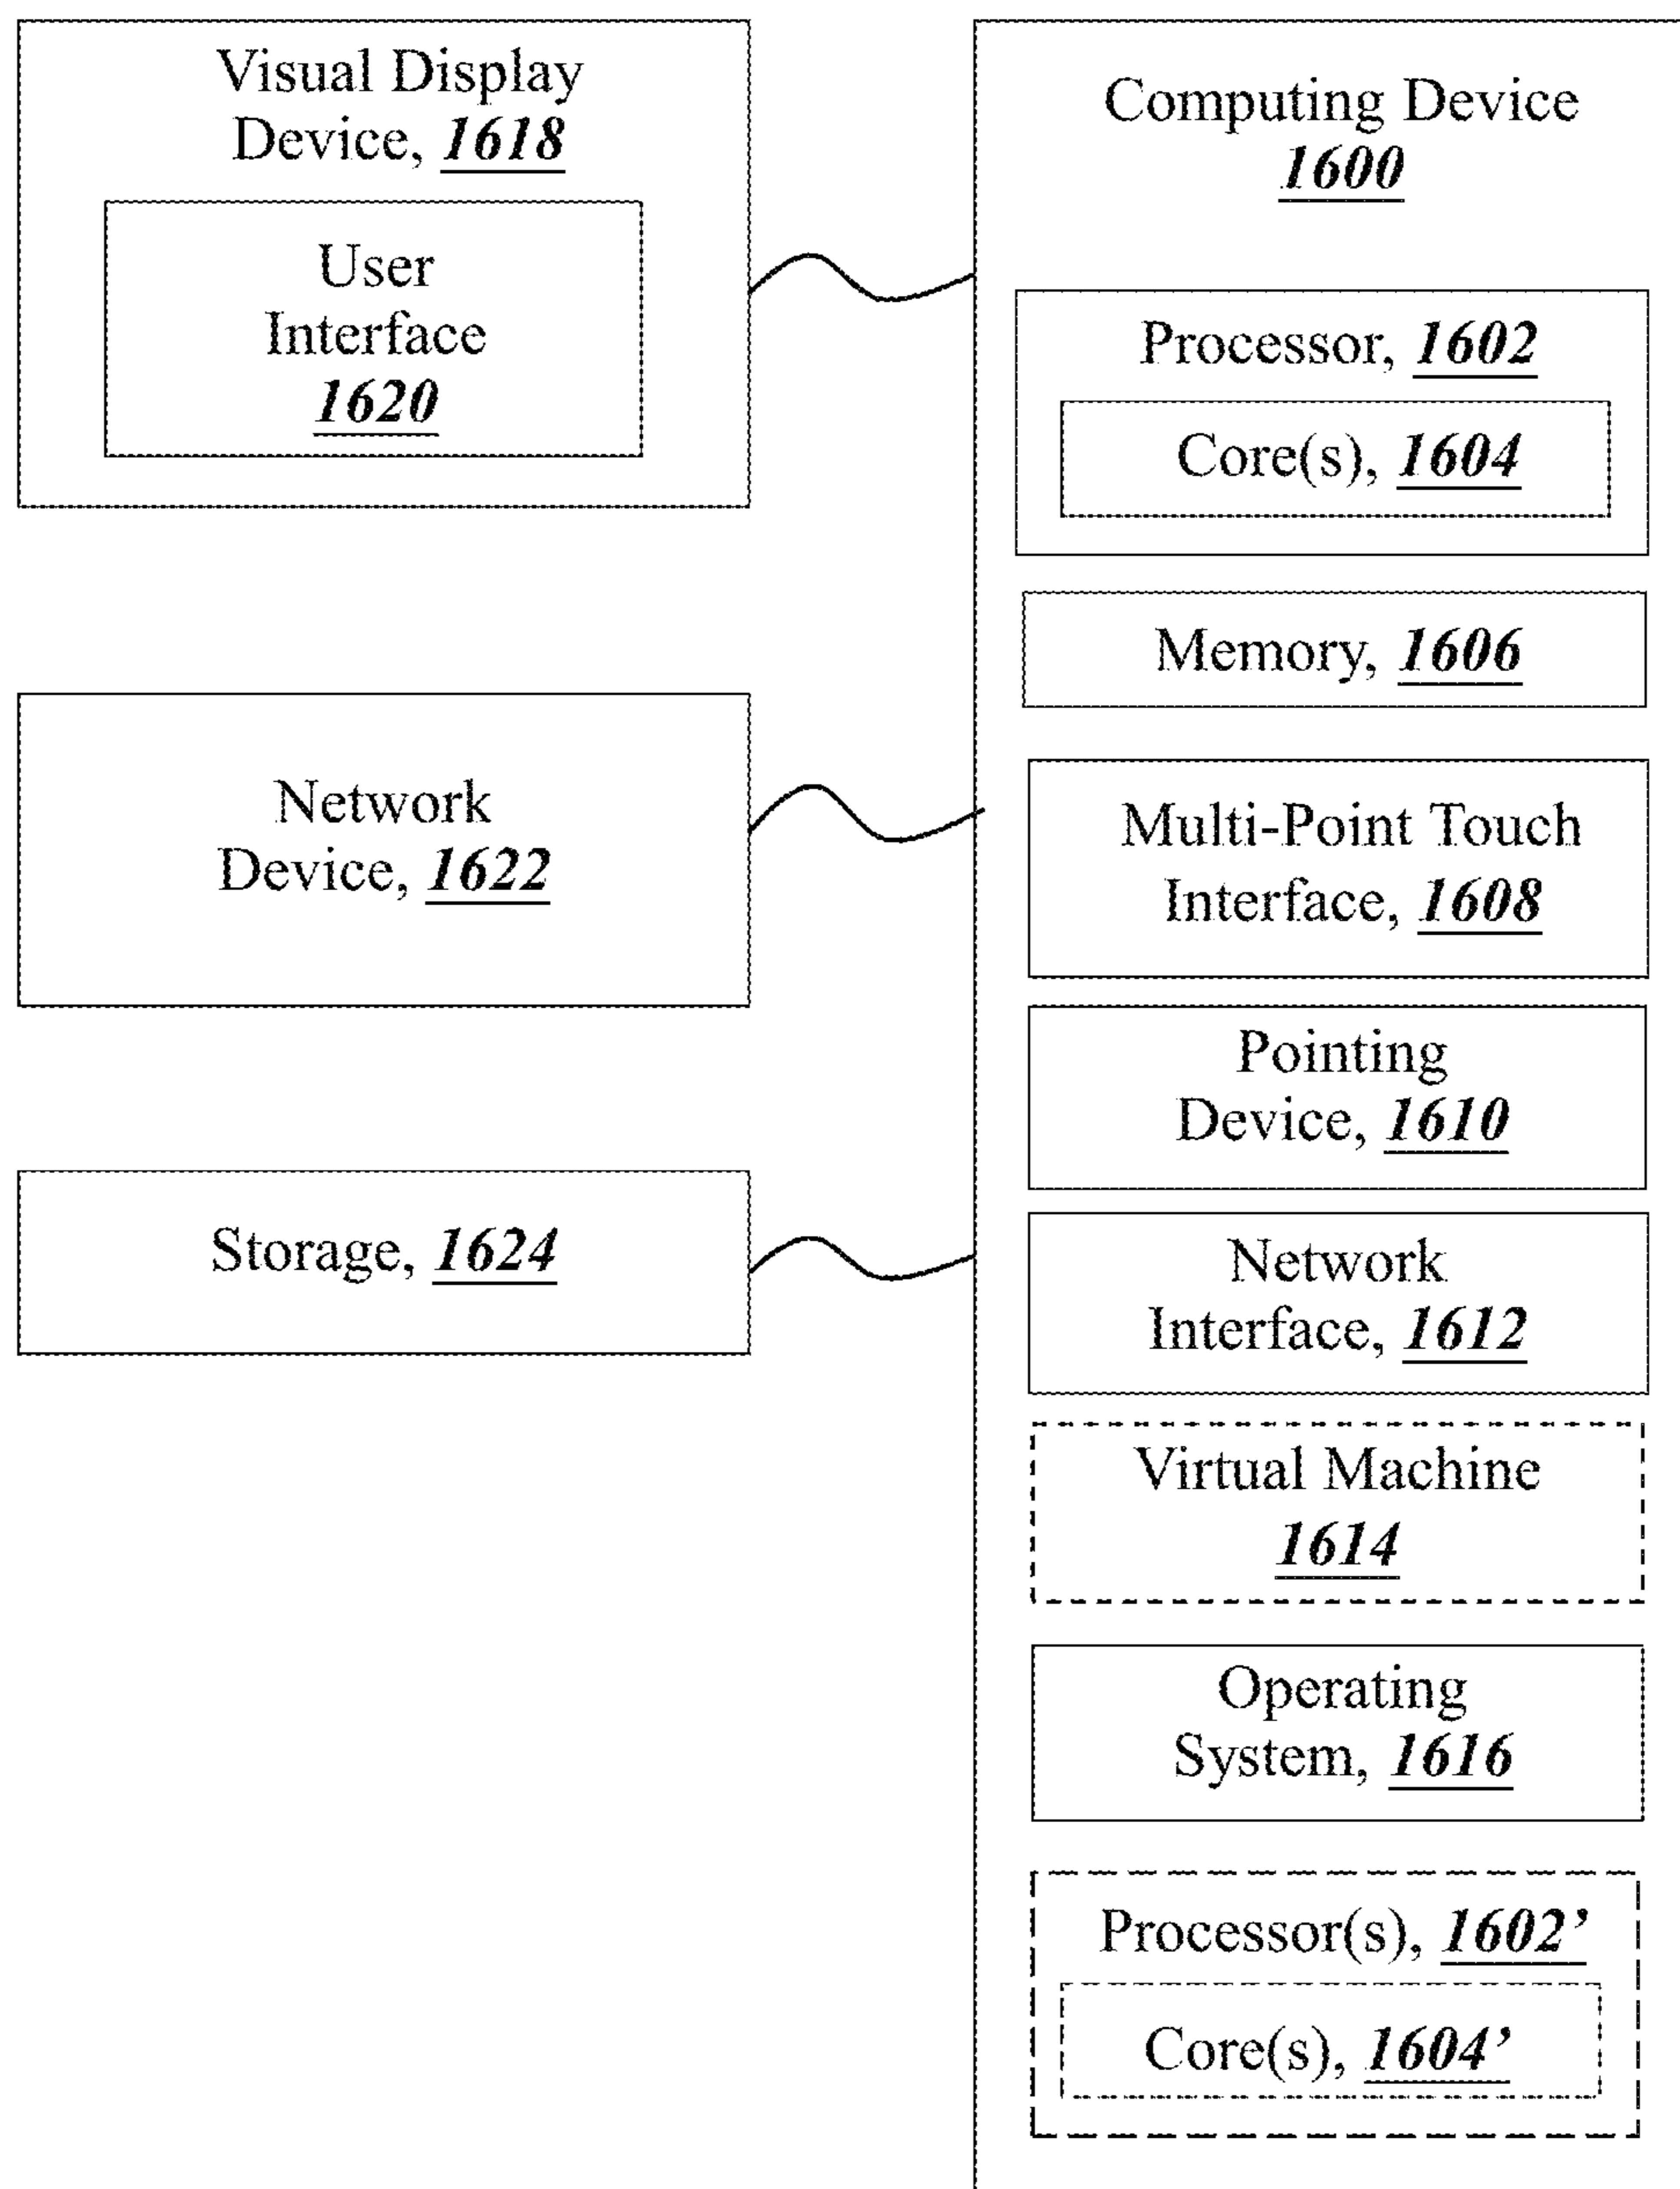 Visual Display
Device, 1618
User
Interface
1620
Network
Device, 1622
Storage, 1624
Computing Device
1600
Processor, 1602
Core(s), 1604
Memory, 1606
Multi-Point Touch
Interface, 1608
Pointing
Device, 1610
Network
Interface, 1612
Virtual Machine
1614
Operating
System, 1616
Processor(s), 1602’
Core(s), 1604’